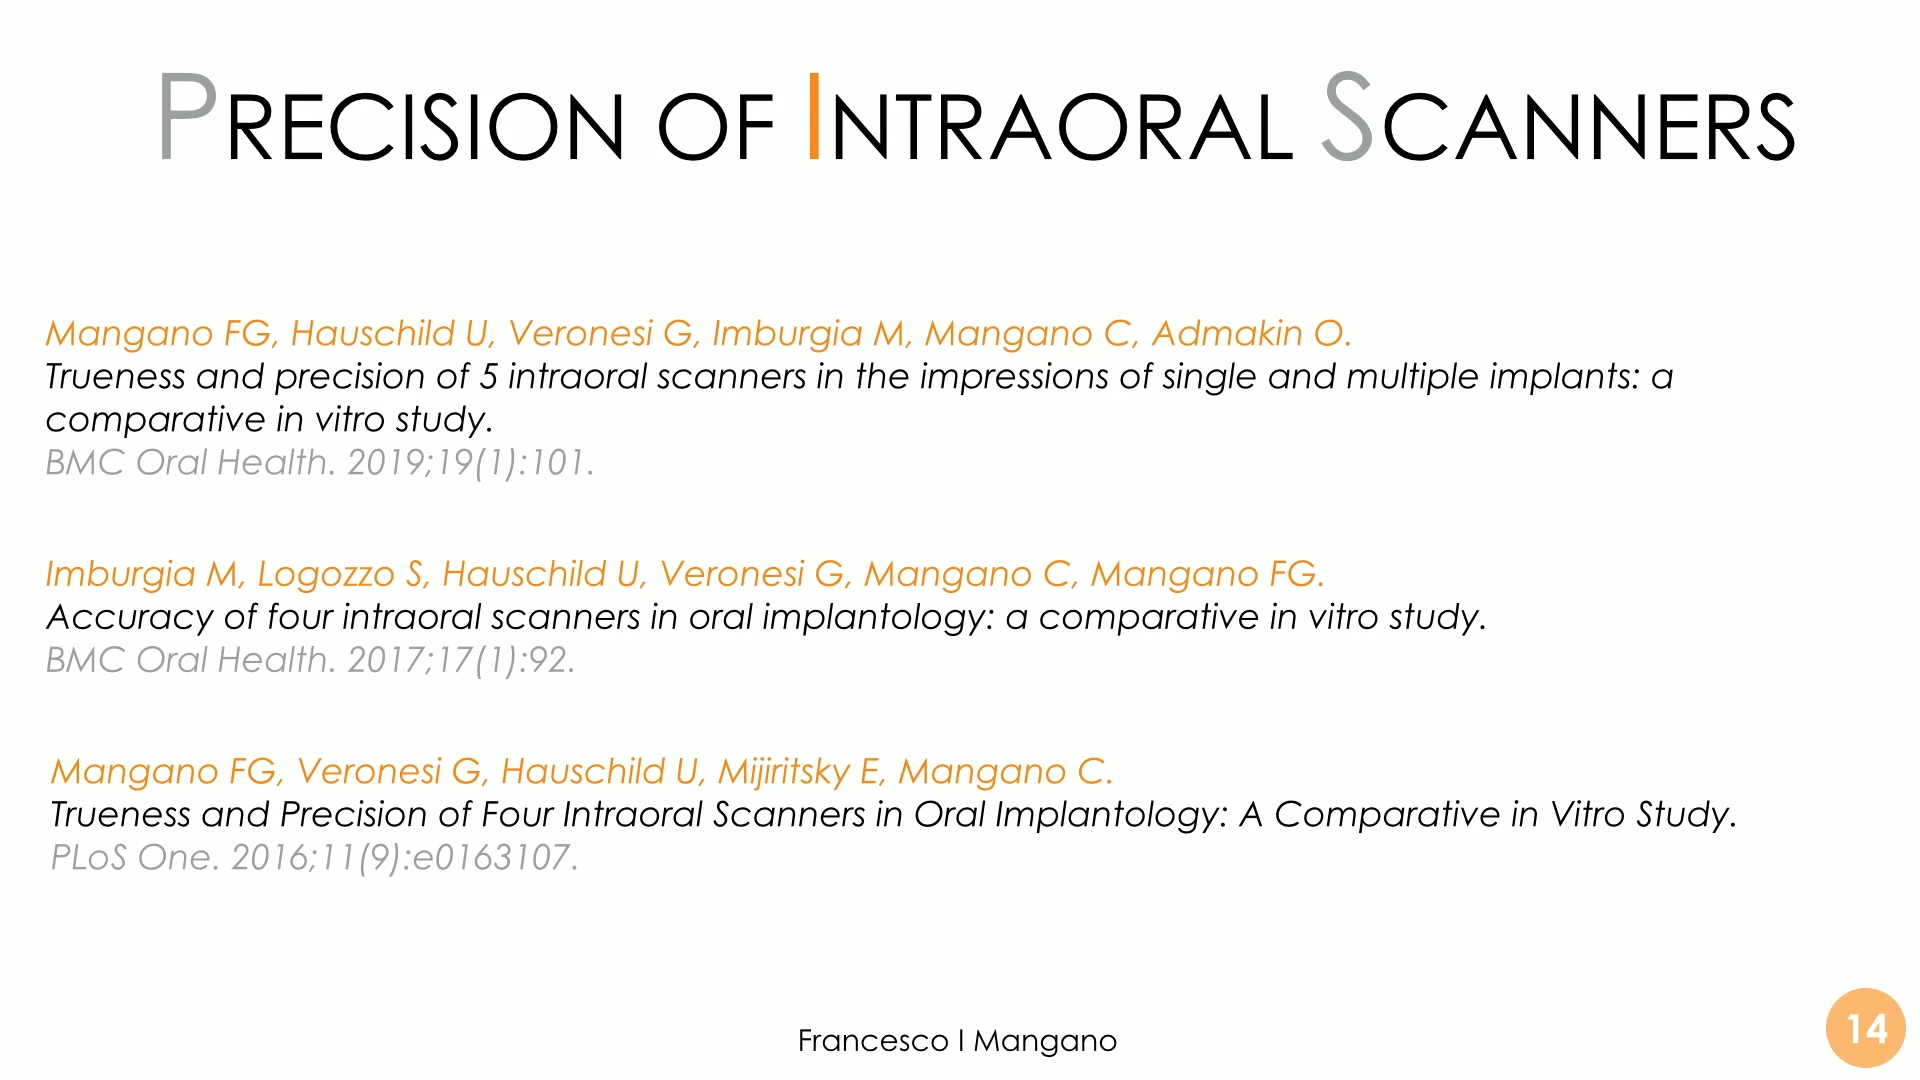 PRECISION OF INTRAORAL SCANNERS
Mangano FG, Hauschild U, Veronesi G, Imburgia M, Mangano C, Admakin O.
Trueness and precision of 5 intraoral scanners in the impressions of single and multiple implants: a
comparative in vitro study.
BMC Oral Health. 2019;19(1):101.
Imburgia M, Logozzo S, Hauschild U, Veronesi G, Mangano C, Mangano FG.
Accuracy of four intraoral scanners in oral implantology: a comparative in vitro study.
BMC Oral Health. 2017;17(1):92.
Mangano FG, Veronesi G, Hauschild U, Mijiritsky E, Mangano C.
Trueness and Precision of Four Intraoral Scanners in Oral Implantology: A Comparative in Vitro Study.
PLoS One. 2016;11(9):e0163107.
Francesco I Mangano
14